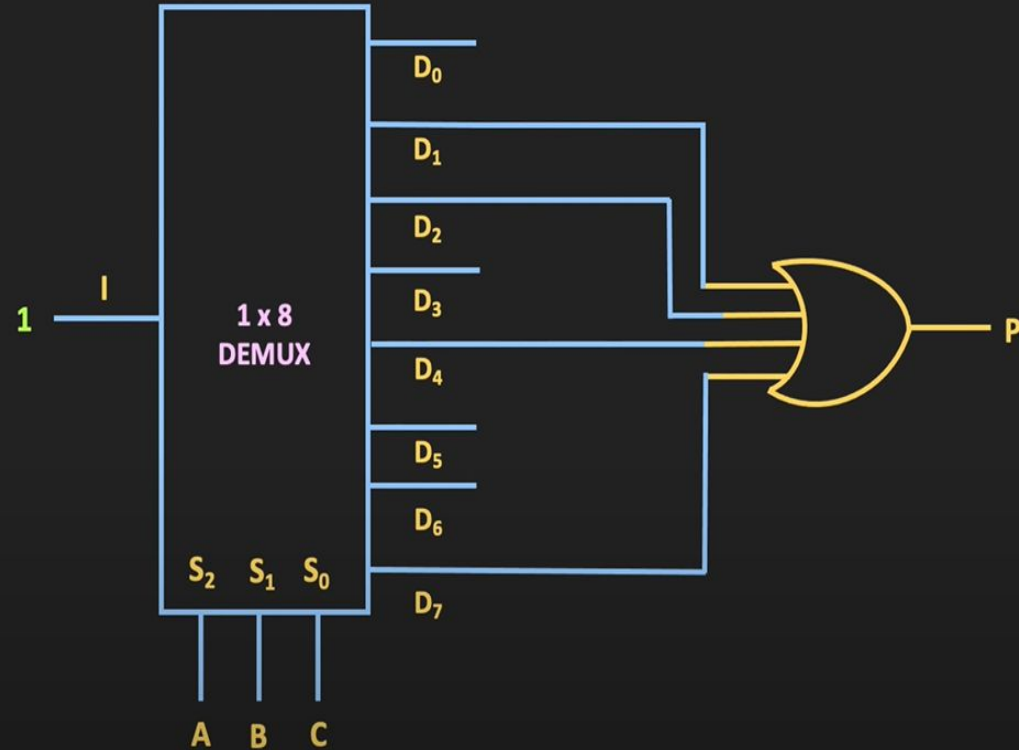 D₀
D₁
D₂
I
D₃
1
1 x 8
P
DEMUX
D₄
D₅
D₆
S₂ S₁ S₀
D₇
A B C